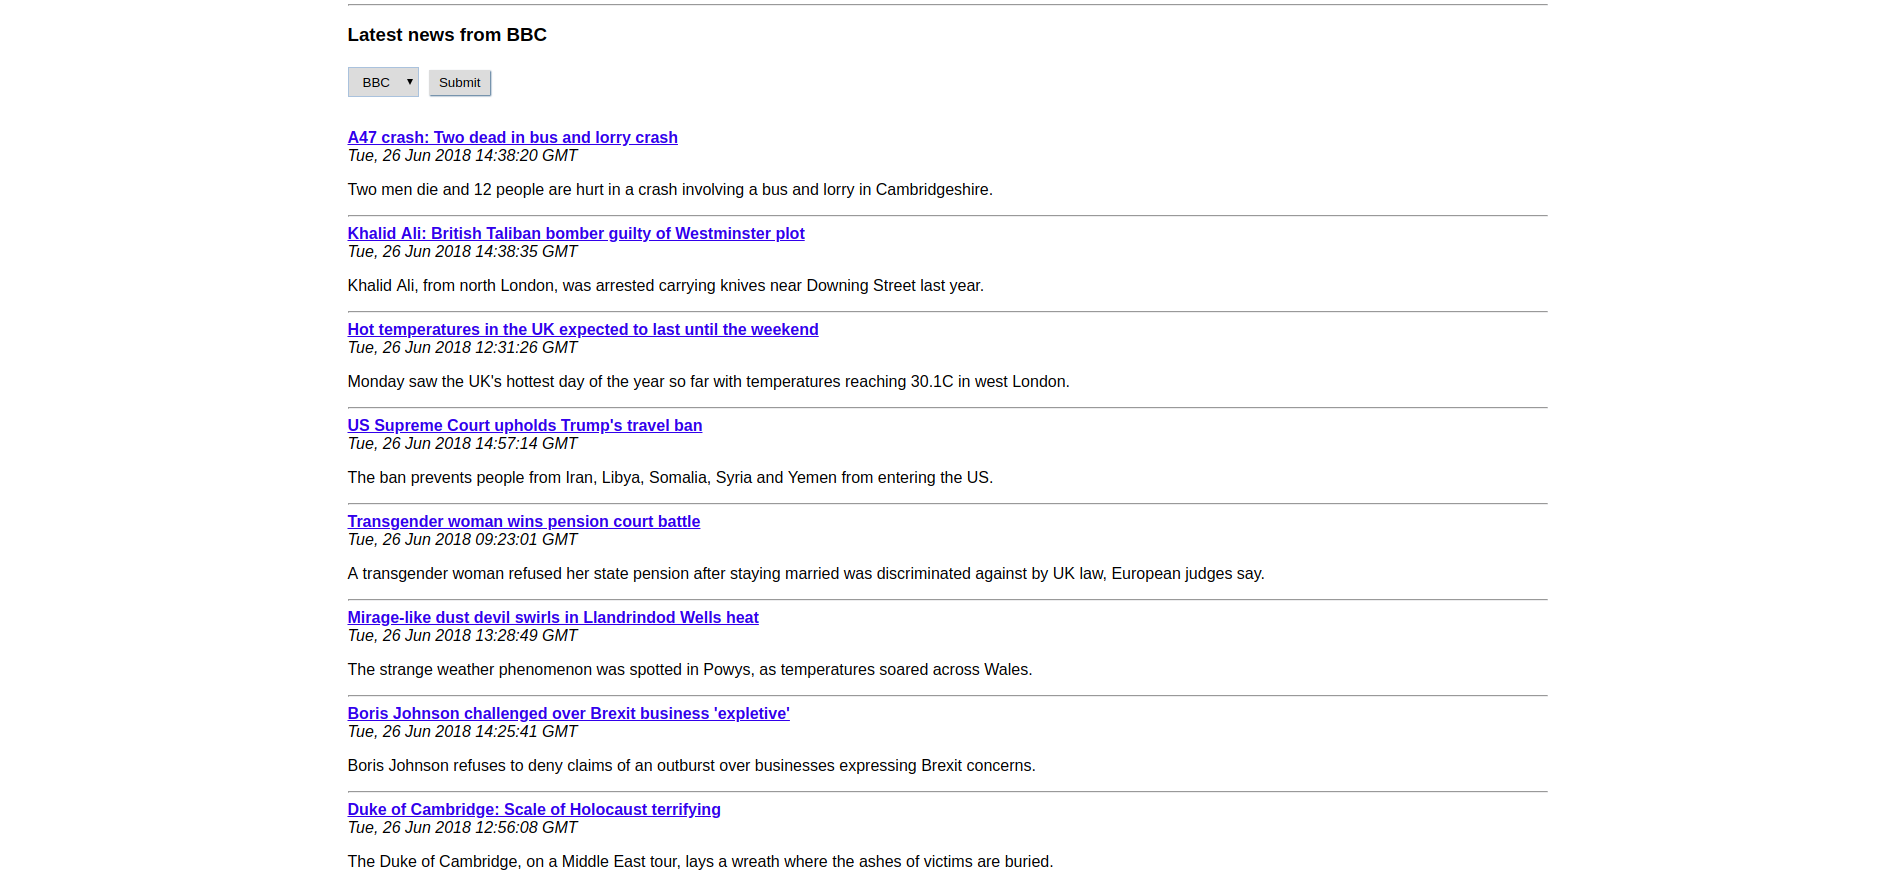 Latest news from BBC
BBC ▾ Submit
A47 crash: Two dead in bus and lorry crash
Tue, 26 Jun 2018 14:38:20 GMT
Two men die and 12 people are hurt in a crash involving a bus and lorry in Cambridgeshire.
Khalid Ali: British Taliban bomber guilty of Westminster plot
Tue, 26 Jun 2018 14:38:35 GMT
Khalid Ali, from north London, was arrested carrying knives near Downing Street last year.
Hot temperatures in the UK expected to last until the weekend
Tue, 26 Jun 2018 12:31:26 GMT
Monday saw the UK's hottest day of the year so far with temperatures reaching 30.1C in west London.
US Supreme Court upholds Trump's travel ban
Tue, 26 Jun 2018 14:57:14 GMT
The ban prevents people from Iran, Libya, Somalia, Syria and Yemen from entering the US.
Transgender woman wins pension court battle
Tue, 26 Jun 2018 09:23:01 GMT
A transgender woman refused her state pension after staying married was discriminated against by UK law, European judges say.
Mirage-like dust devil swirls in Llandrindod Wells heat
Tue, 26 Jun 2018 13:28:49 GMT
The strange weather phenomenon was spotted in Powys, as temperatures soared across Wales.
Boris Johnson challenged over Brexit business 'expletive'
Tue, 26 Jun 2018 14:25:41 GMT
Boris Johnson refuses to deny claims of an outburst over businesses expressing Brexit concerns.
Duke of Cambridge: Scale of Holocaust terrifying
Tue, 26 Jun 2018 12:56:08 GMT
The Duke of Cambridge, on a Middle East tour, lays a wreath where the ashes of victims are buried.